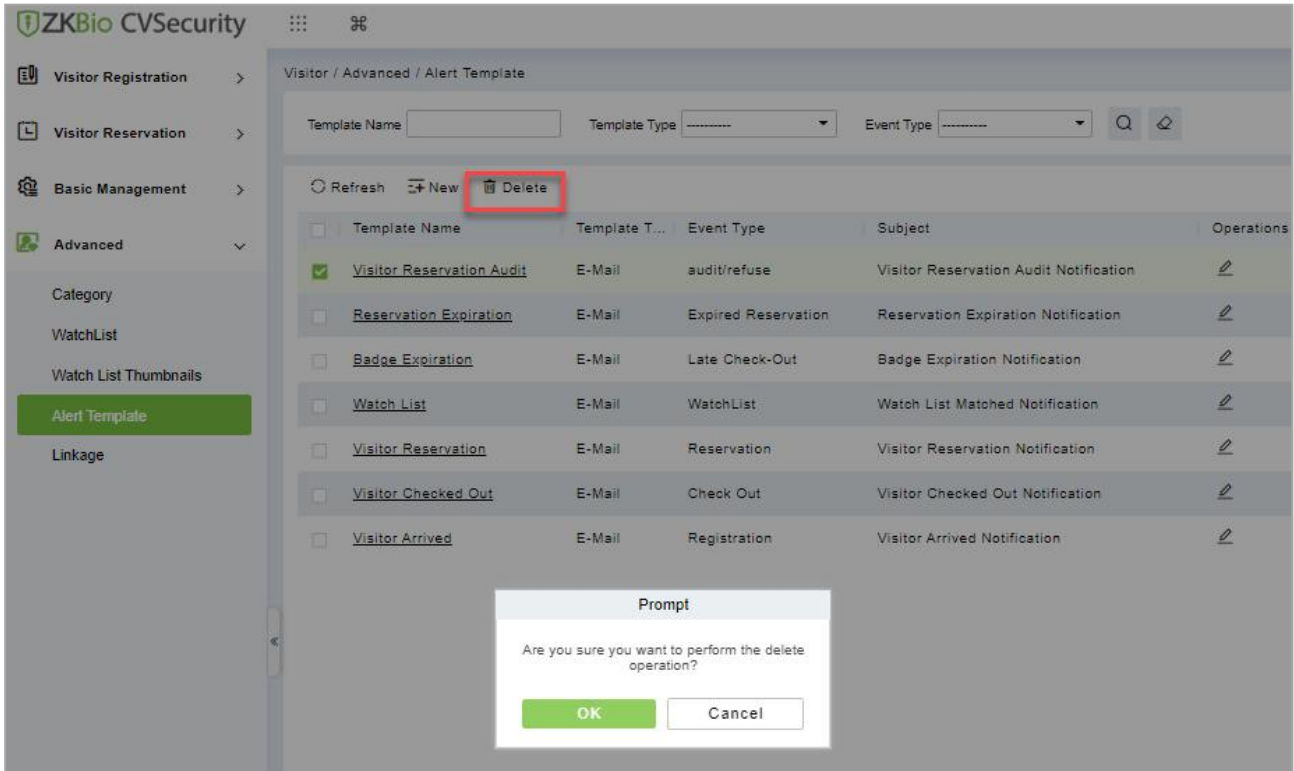 ZKBio CVSecurity
Visitor Registration
Visitor Reservation
Basic Management
Advanced
Category
WatchList
Watch List Thumbnails
Alert Template
Linkage
Visitor / Advanced / Alert Template
Template Name Template Type ---------- Event Type ----------
Refresh New Delete
Template Name Template T... Event Type Subject Operations
Visitor Reservation Audit E-Mail audit/refuse Visitor Reservation Audit Notification
Reservation Expiration E-Mail Expired Reservation Reservation Expiration Notification
Badge Expiration E-Mail Late Check-Out Badge Expiration Notification
Watch List E-Mail WatchList Watch List Matched Notification
Visitor Reservation E-Mail Reservation Visitor Reservation Notification
Visitor Checked Out E-Mail Check Out Visitor Checked Out Notification
Visitor Arrived E-Mail Registration Visitor Arrived Notification
Prompt
Are you sure you want to perform the delete
operation?
OK Cancel